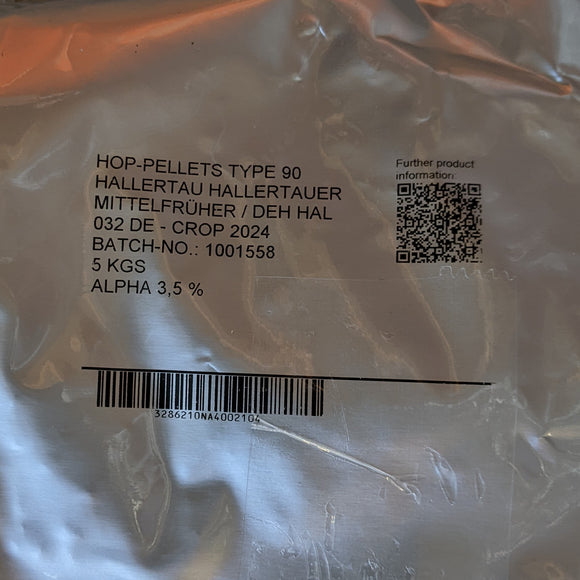 HOP-PELLETS TYPE 90
HALLERTAU HALLERTAUER
MITTELFRÜHER / DEH HAL
032 DE - CROP 2024
BATCH-NO.: 1001558
5 KGS
ALPHA 3,5 %
Further product
information:
3286210NA4002104